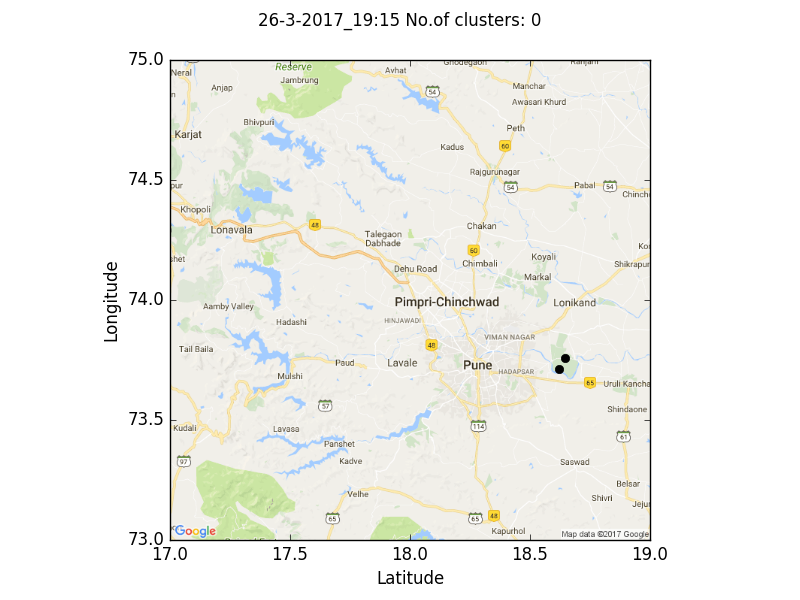 26-3-2017_19:15 No.of clusters: 0
75.0
74.5
74.0
73.5
73.0
Longitude
17.0
17.5
18.0
18.5
19.0
Latitude
Reserve
Neral
Jambrung
Avhat
Anjap
54
Manchar
Awasari Khurd
Bhivpuri
Karjat
Peth
Kadus
60
Rajgurunagar
54
Pabal
54
Khopoli
Lonavala
48
Talegaon
Dabhade
Chakan
60
Chimbali
Koyali
Dehu Road
Markal
Aamby Valley
Pimpri-Chinchwad
Lonikand
Hadashi
HINJAWADI
VIMAN NAGAR
Tail Baila
48
Paud
Lavale
Pune
HADAPSAR
Mulshi
65
Uruli Kancha
57
Shindaone
Kudali
Lavasa
114
61
Panshet
97
Kadve
Saswad
Belsar
Velhe
Shivri
Jeju
65
65
48
Kapurhol
Google
Map data ©2017 Google